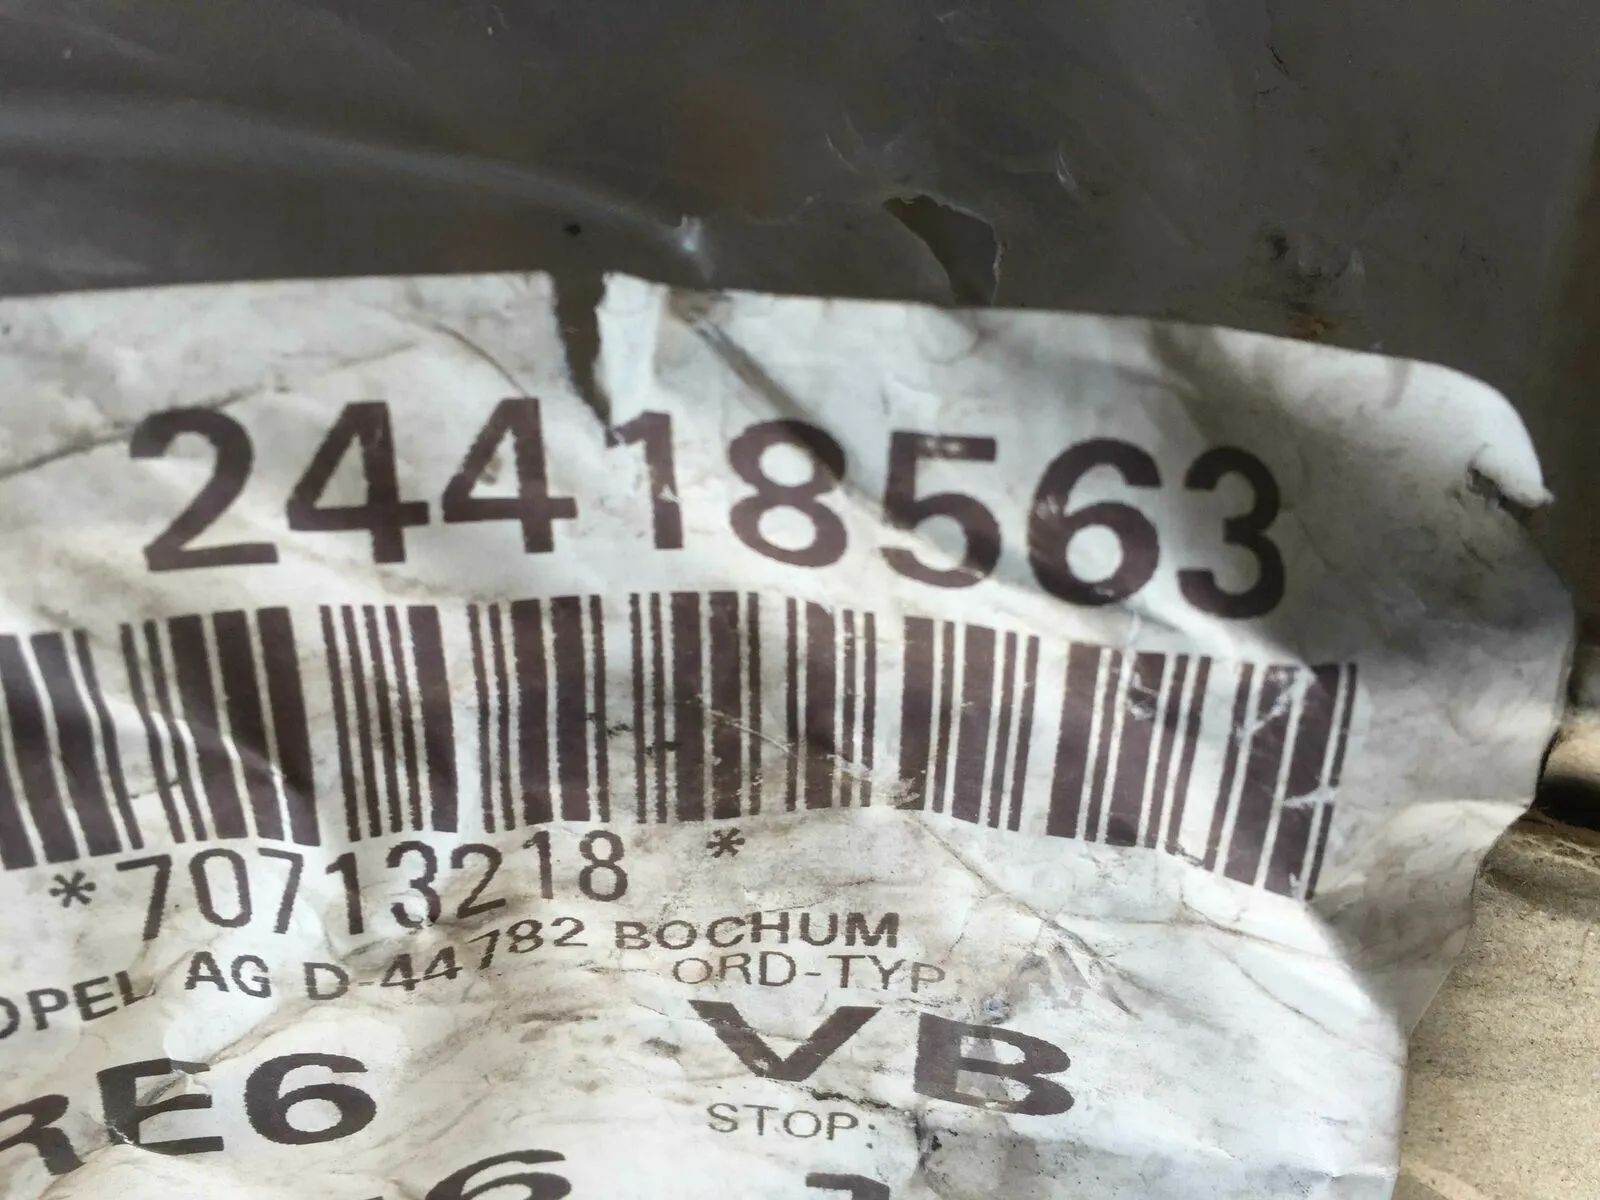 24418563
*70713218 *
OPEL AG D-44782 BOCHUM
ORD-TYP
RE6 VB
STOP: